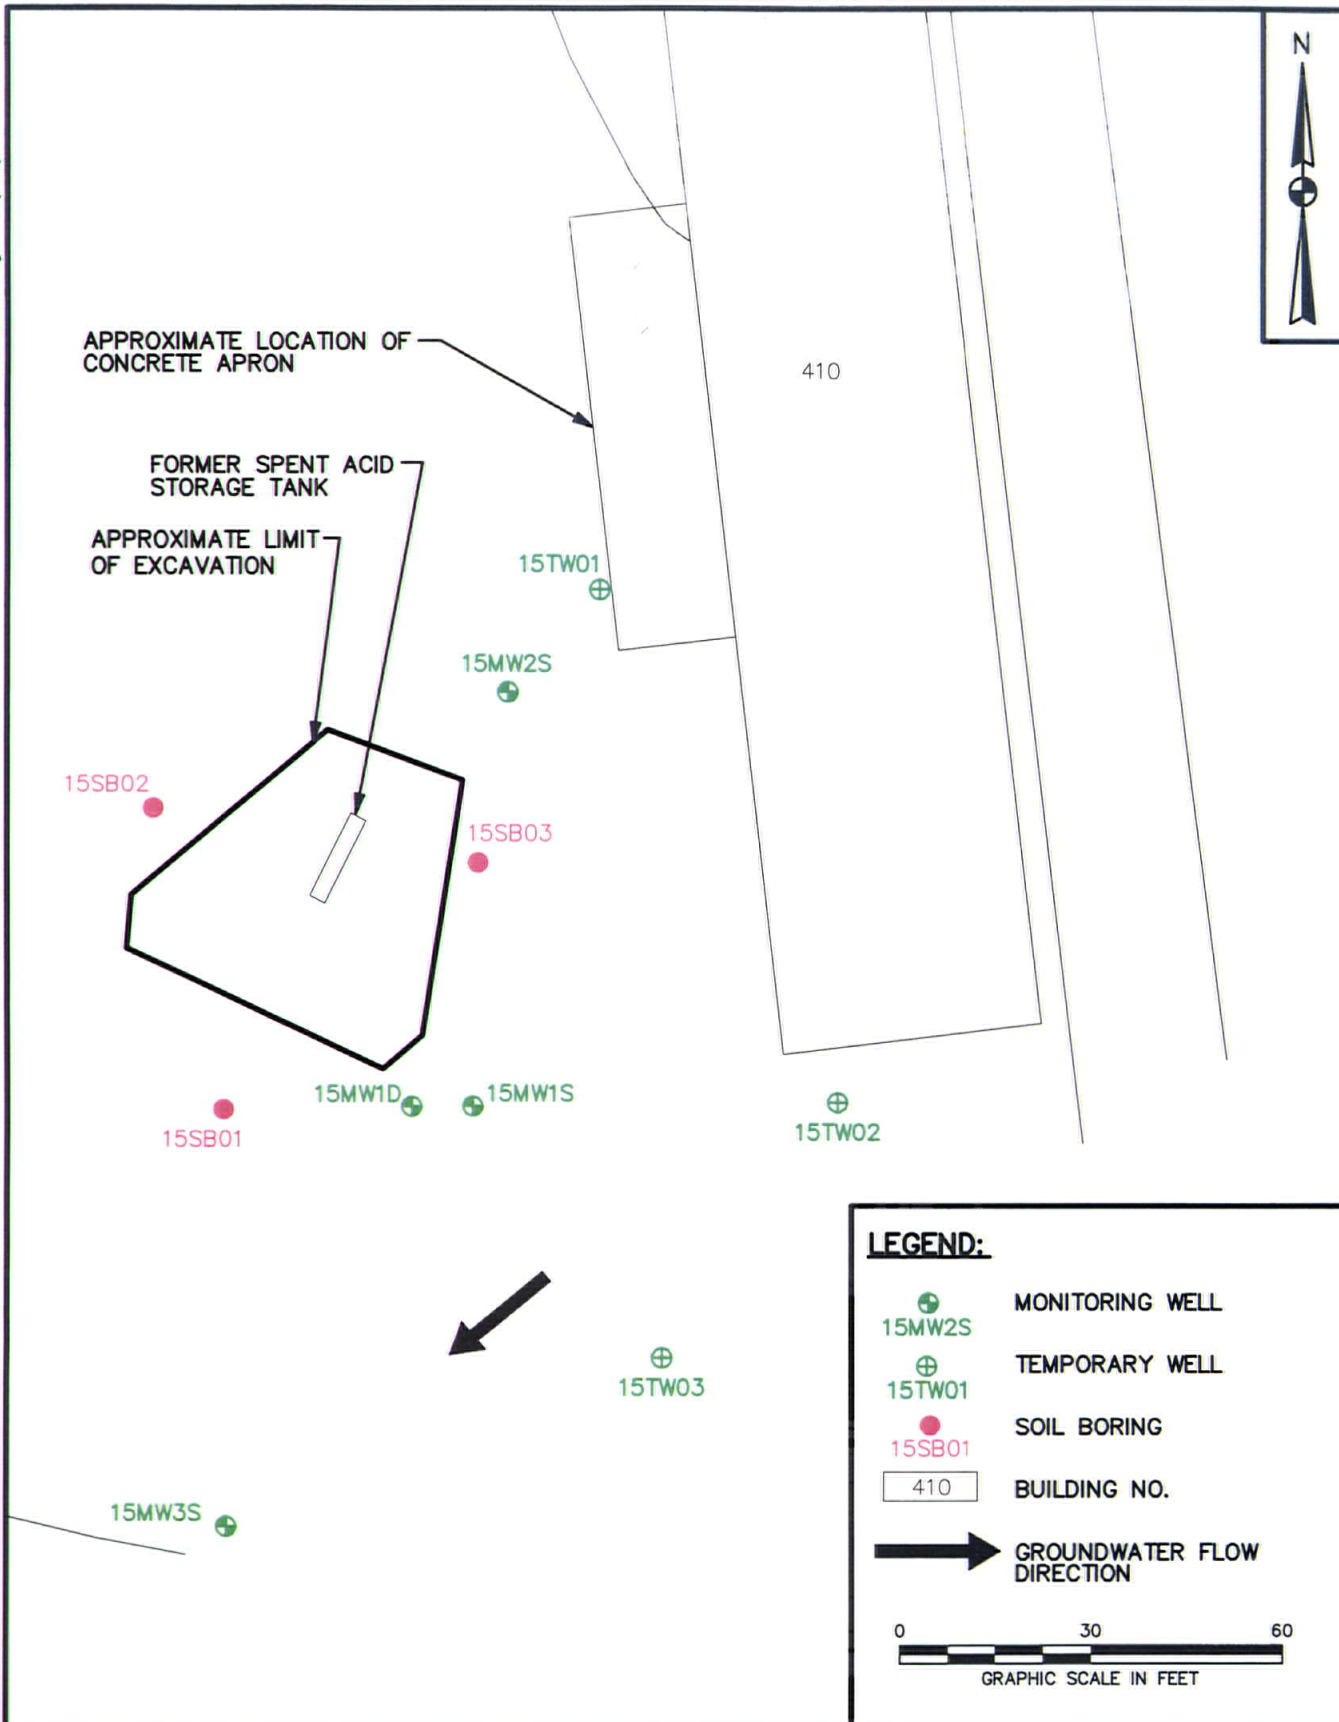 N
APPROXIMATE LOCATION OF
CONCRETE APRON
410
FORMER SPENT ACID
STORAGE TANK
APPROXIMATE LIMIT
OF EXCAVATION
15TW01
15MW2S
15SB02
15SB03
15MW1D
15MW1S
15SB01
15TW02
15TW03
15MW3S
LEGEND:
15MW2S
MONITORING WELL
15TW01
TEMPORARY WELL
15SB01
SOIL BORING
410
BUILDING NO.
GROUNDWATER FLOW
DIRECTION
0 30 60
GRAPHIC SCALE IN FEET